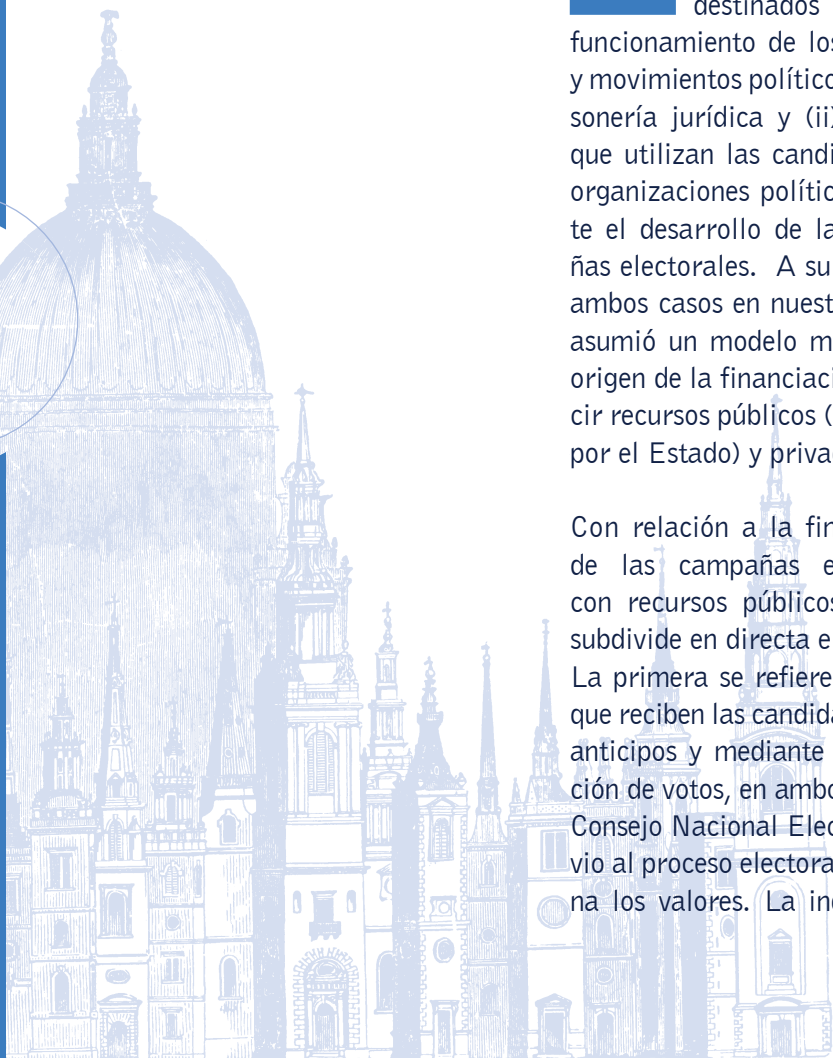 destinados
funcionamiento de los
y movimientos político
sonería jurídica y (ii)
que utilizan las candi
organizaciones polític
te el desarrollo de la
ñas electorales. A su
ambos casos en nuest
asumió un modelo m
origen de la financiaci
cir recursos públicos (
por el Estado) y priva
Con relación a la fin
de las campañas e
con recursos públicos
subdivide en directa e
La primera se refiere
que reciben las candida
anticipos y mediante
ción de votos, en ambo
Consejo Nacional Elec
vio al proceso electora
na los valores. La in